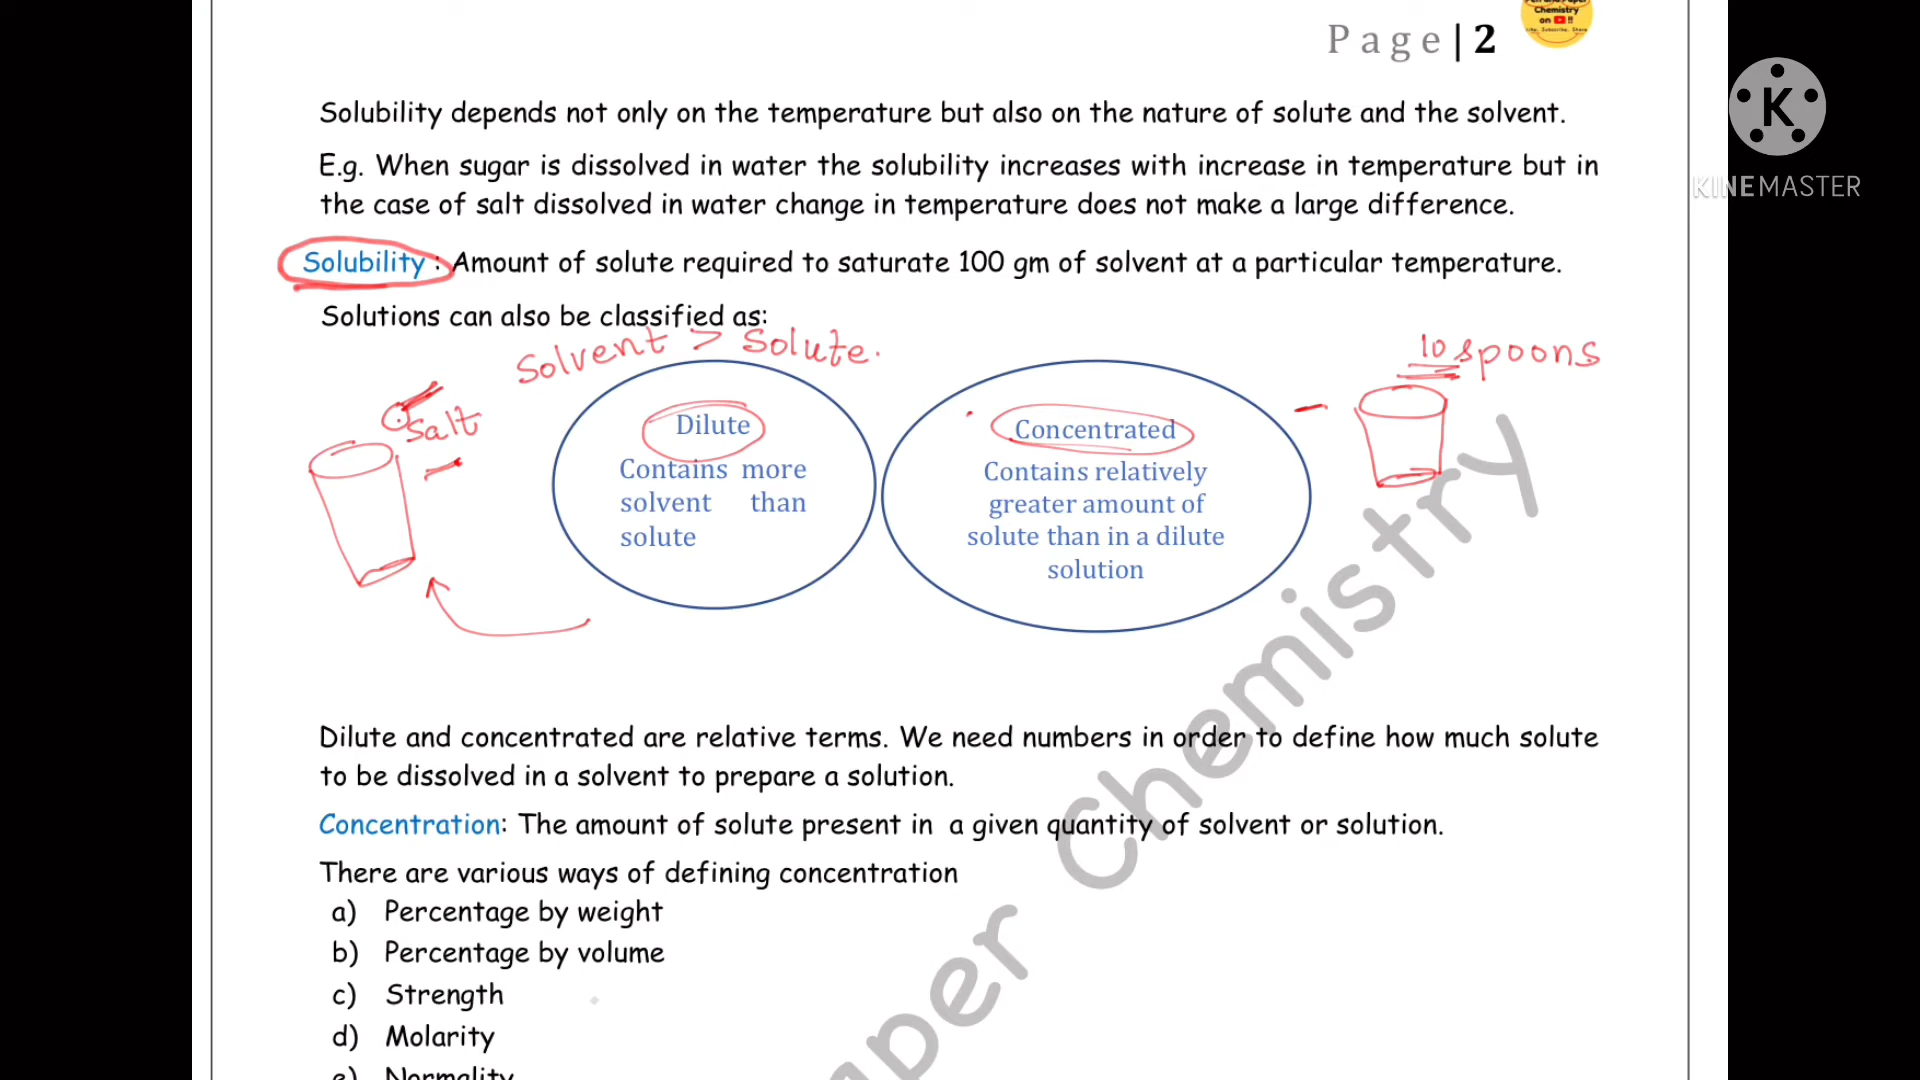 Page|2
Chemistry
on
K
KINEMASTER
Solubility depends not only on the temperature but also on the nature of solute and the solvent.
E.g. When sugar is dissolved in water the solubility increases with increase in temperature but in
the case of salt dissolved in water change in temperature does not make a large difference.
Solubility : Amount of solute required to saturate 100 gm of solvent at a particular temperature.
Solutions can also be classified as:
Solvent > Solute.
10 spoons
Salt
Dilute
Contains more
solvent than
solute
Concentrated
Contains relatively
greater amount of
solute than in a dilute
solution
Dilute and concentrated are relative terms. We need numbers in order to define how much solute
to be dissolved in a solvent to prepare a solution.
Concentration: The amount of solute present in a given quantity of solvent or solution.
There are various ways of defining concentration
a) Percentage by weight
b) Percentage by volume
c) Strength
d) Molarity
e) Normality
aper Chemistry